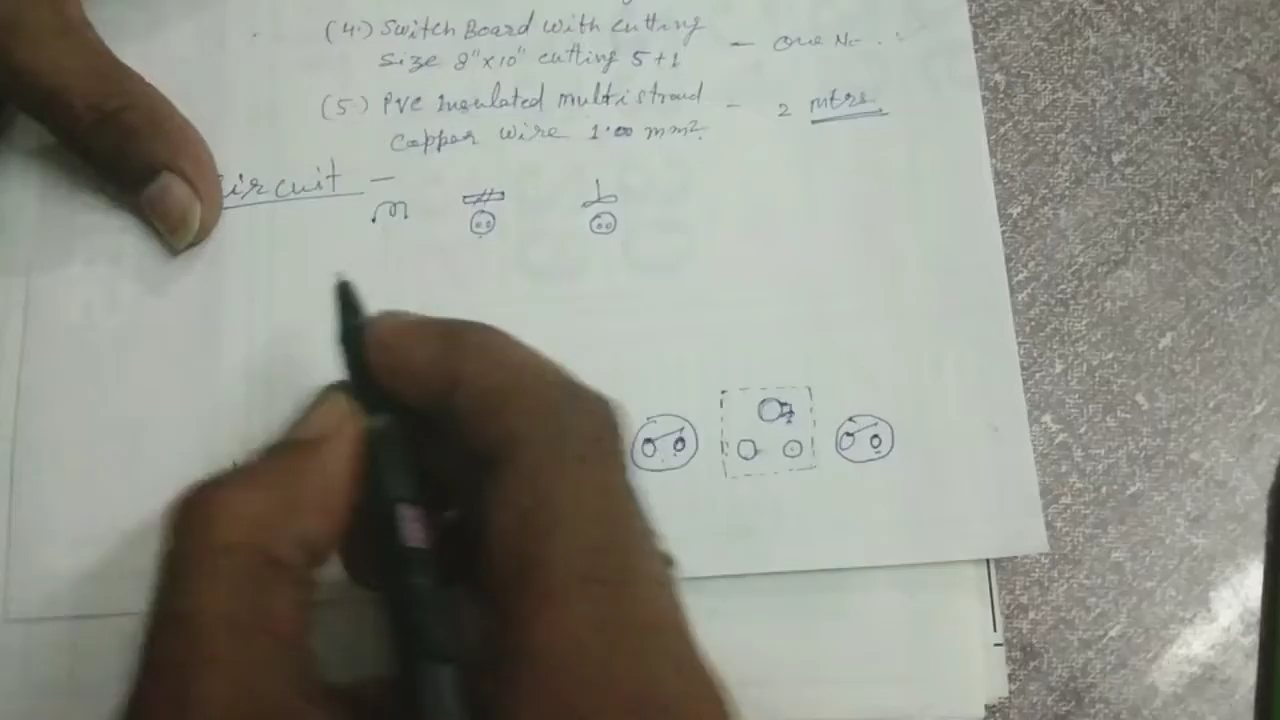 (4.) Switch Board with cutting
size 8"x10" cutting 5+1 - One No.
(5.) PVC Insulated multistrand - 2 mtrs.
Copper wire 1.00 mm².
ircuit -